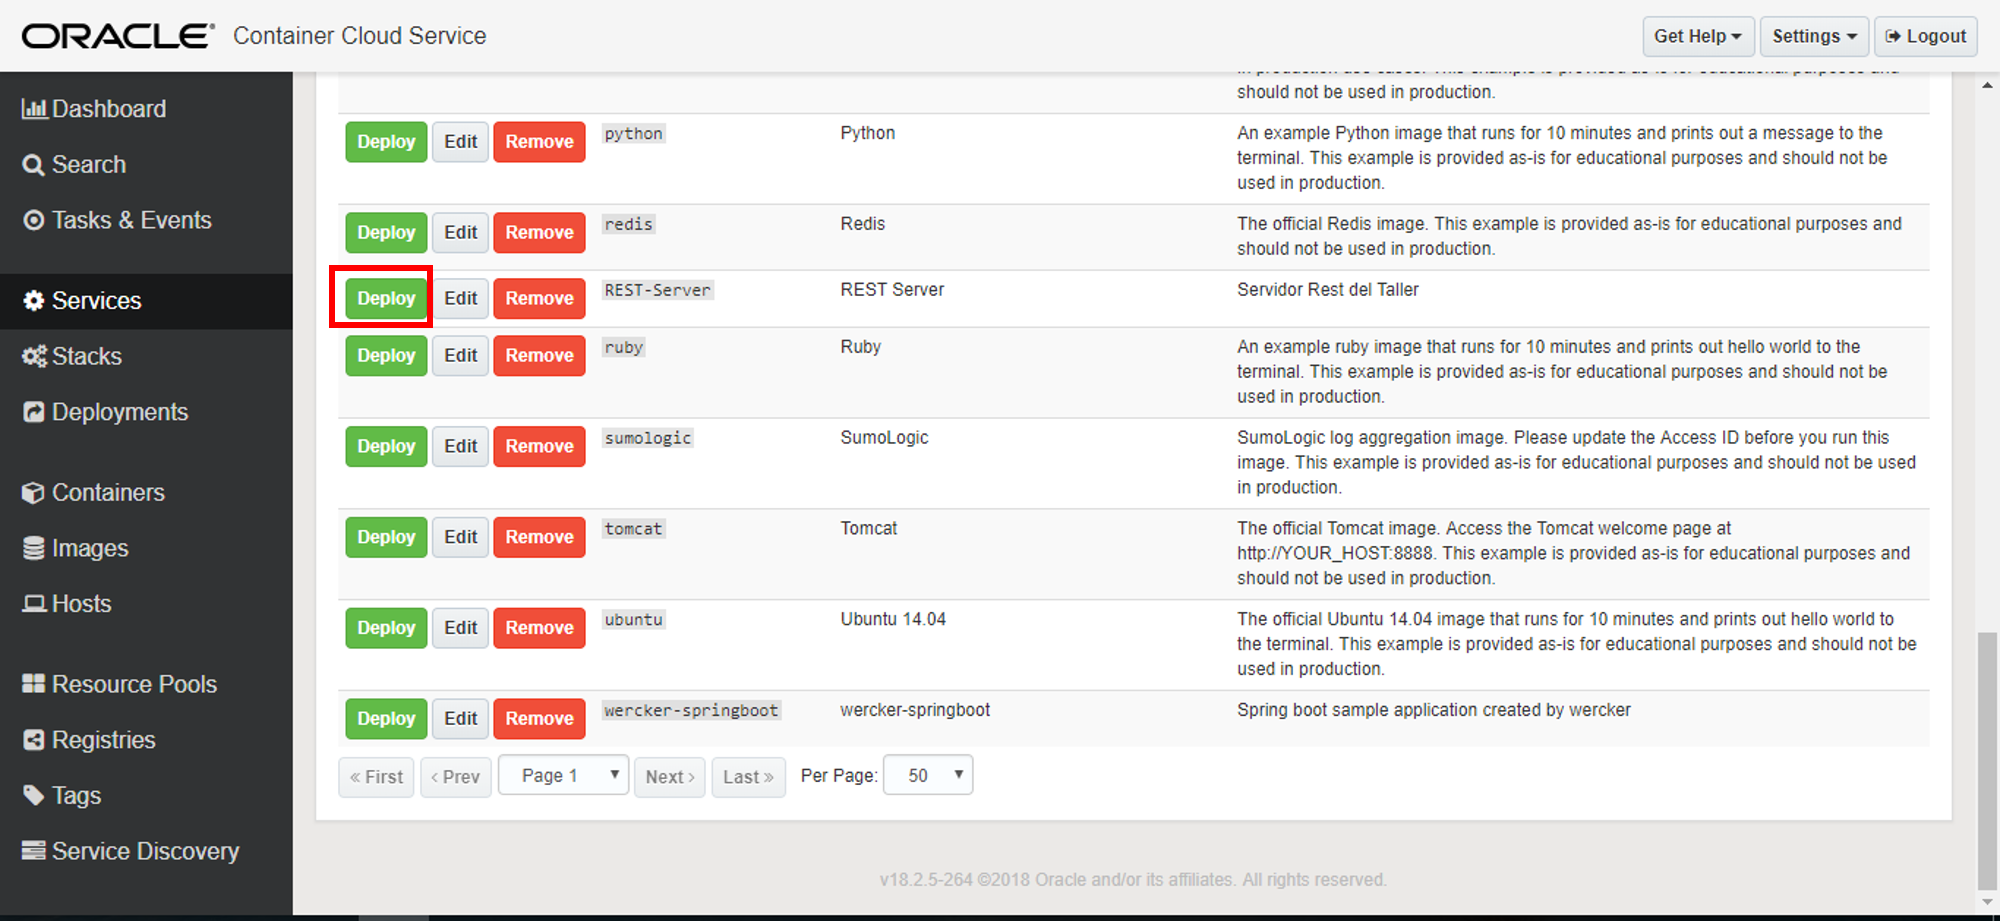 ORACLE® Container Cloud Service
Get Help
Settings
Logout
Dashboard
Search
Tasks & Events
Services
Stacks
Deployments
Containers
Images
Hosts
Resource Pools
Registries
Tags
Service Discovery
in production use cases. This example is provided as-is for educational purposes and
should not be used in production.
Deploy Edit Remove python Python An example Python image that runs for 10 minutes and prints out a message to the
terminal. This example is provided as-is for educational purposes and should not be
used in production.
Deploy Edit Remove redis Redis The official Redis image. This example is provided as-is for educational purposes and
should not be used in production.
Deploy Edit Remove REST-Server REST Server Servidor Rest del Taller
Deploy Edit Remove ruby Ruby An example ruby image that runs for 10 minutes and prints out hello world to the
terminal. This example is provided as-is for educational purposes and should not be
used in production.
Deploy Edit Remove sumologic SumoLogic SumoLogic log aggregation image. Please update the Access ID before you run this
image. This example is provided as-is for educational purposes and should not be used
in production.
Deploy Edit Remove tomcat Tomcat The official Tomcat image. Access the Tomcat welcome page at
http://YOUR_HOST:8888. This example is provided as-is for educational purposes and
should not be used in production.
Deploy Edit Remove ubuntu Ubuntu 14.04 The official Ubuntu 14.04 image that runs for 10 minutes and prints out hello world to
the terminal. This example is provided as-is for educational purposes and should not be
used in production.
Deploy Edit Remove wercker-springboot wercker-springboot Spring boot sample application created by wercker
« First ‹ Prev Page 1 Next › Last » Per Page: 50
v18.2.5-264 ©2018 Oracle and/or its affiliates. All rights reserved.